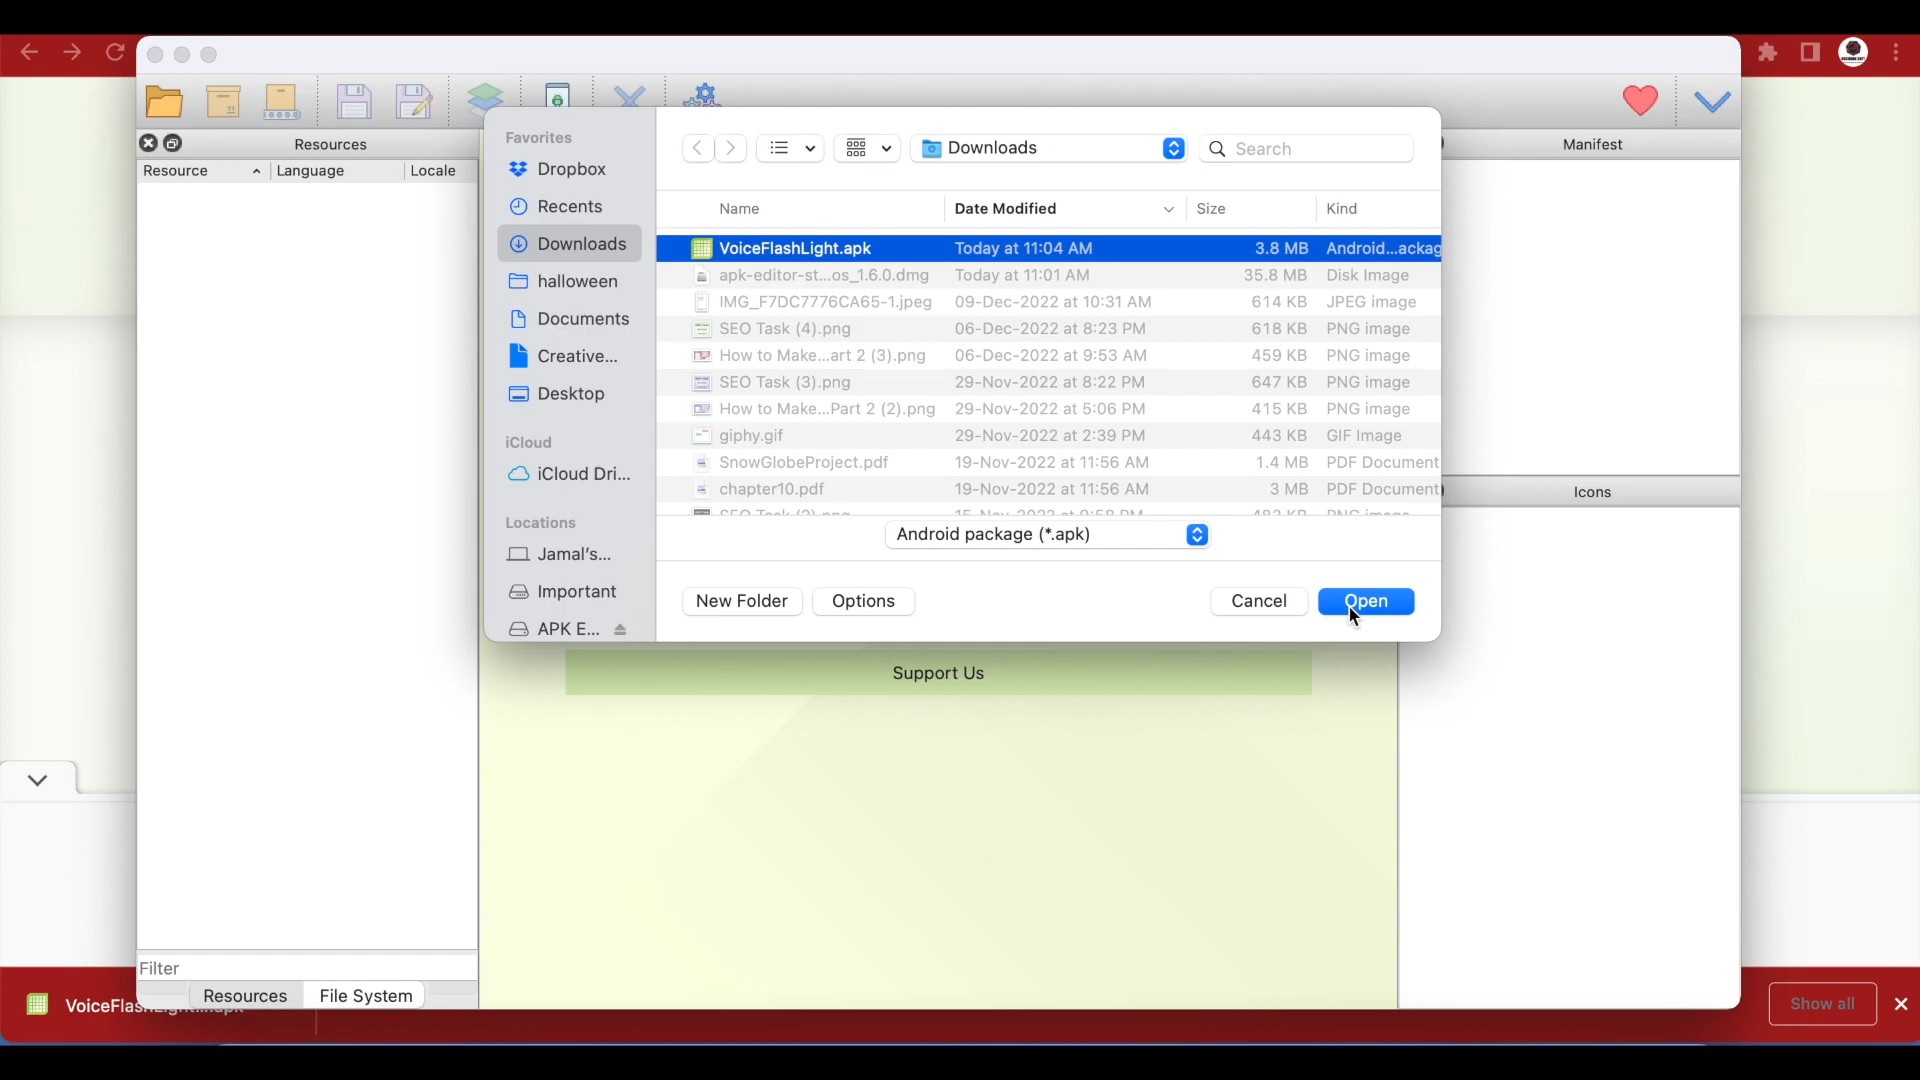 Resources
Resource Language Locale
Filter
Resources File System
Favorites
Dropbox
Recents
Downloads
halloween
Documents
Creative...
Desktop
iCloud
iCloud Dri...
Locations
Jamal's...
Important
APK E...
Downloads
Search
Name Date Modified Size Kind
VoiceFlashLight.apk Today at 11:04 AM 3.8 MB Android...ackag
apk-editor-st...os_1.6.0.dmg Today at 11:01 AM 35.8 MB Disk Image
IMG_F7DC7776CA65-1.jpeg 09-Dec-2022 at 10:31 AM 614 KB JPEG image
SEO Task (4).png 06-Dec-2022 at 8:23 PM 618 KB PNG image
How to Make...art 2 (3).png 06-Dec-2022 at 9:53 AM 459 KB PNG image
SEO Task (3).png 29-Nov-2022 at 8:22 PM 647 KB PNG image
How to Make...Part 2 (2).png 29-Nov-2022 at 5:06 PM 415 KB PNG image
giphy.gif 29-Nov-2022 at 2:39 PM 443 KB GIF Image
SnowGlobeProject.pdf 19-Nov-2022 at 11:56 AM 1.4 MB PDF Document
chapter10.pdf 19-Nov-2022 at 11:56 AM 3 MB PDF Document
Android package (*.apk)
New Folder Options Cancel Open
Support Us
Manifest
Icons
Show all